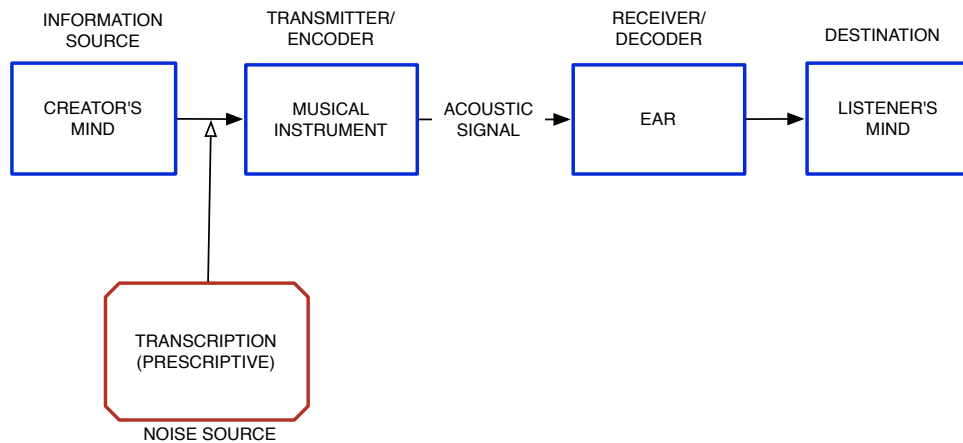 INFORMATION
SOURCE
TRANSMITTER/
ENCODER
RECEIVER/
DECODER
DESTINATION
CREATOR'S
MIND
MUSICAL
INSTRUMENT
ACOUSTIC
SIGNAL
EAR
LISTENER'S
MIND
TRANSCRIPTION
(PRESCRIPTIVE)
NOISE SOURCE